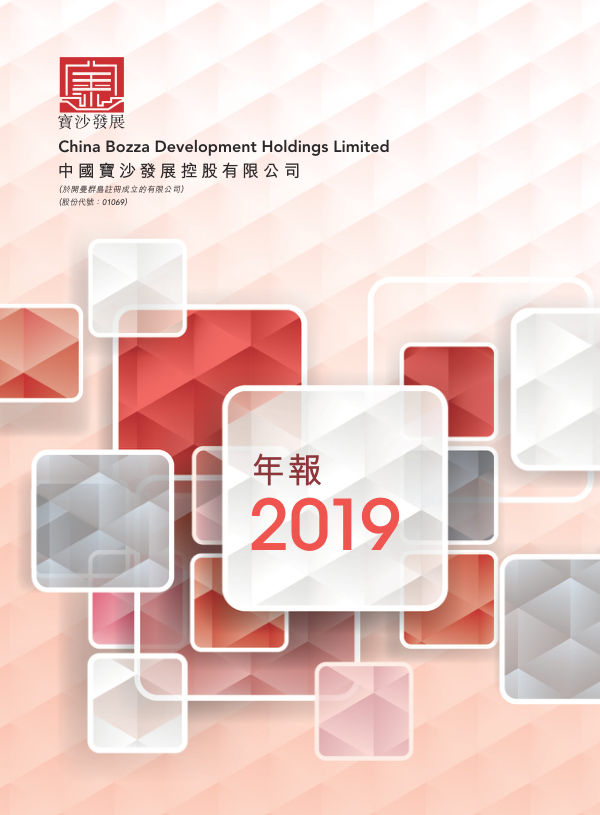 寶沙發展
China Bozza Development Holdings Limited
中國寶沙發展控股有限公司
(於開曼群島註冊成立的有限公司)
(股份代號：01069)
年報
2019